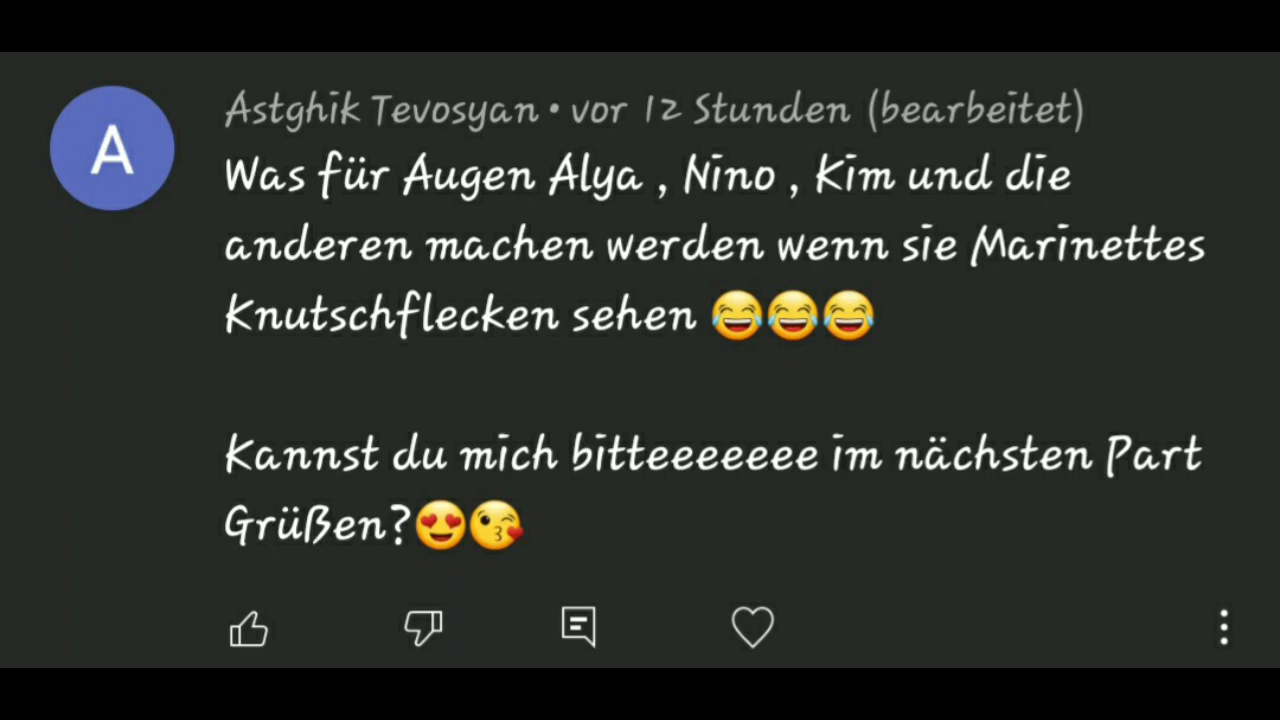 A
Astghik Tevosyan • vor 12 Stunden (bearbeitet)
Was für Augen Alya , Nino , Kim und die
anderen machen werden wenn sie Marinettes
Knutschflecken sehen 😂😂😂
Kannst du mich bitteeeeeee im nächsten Part
Grüßen?😍😘